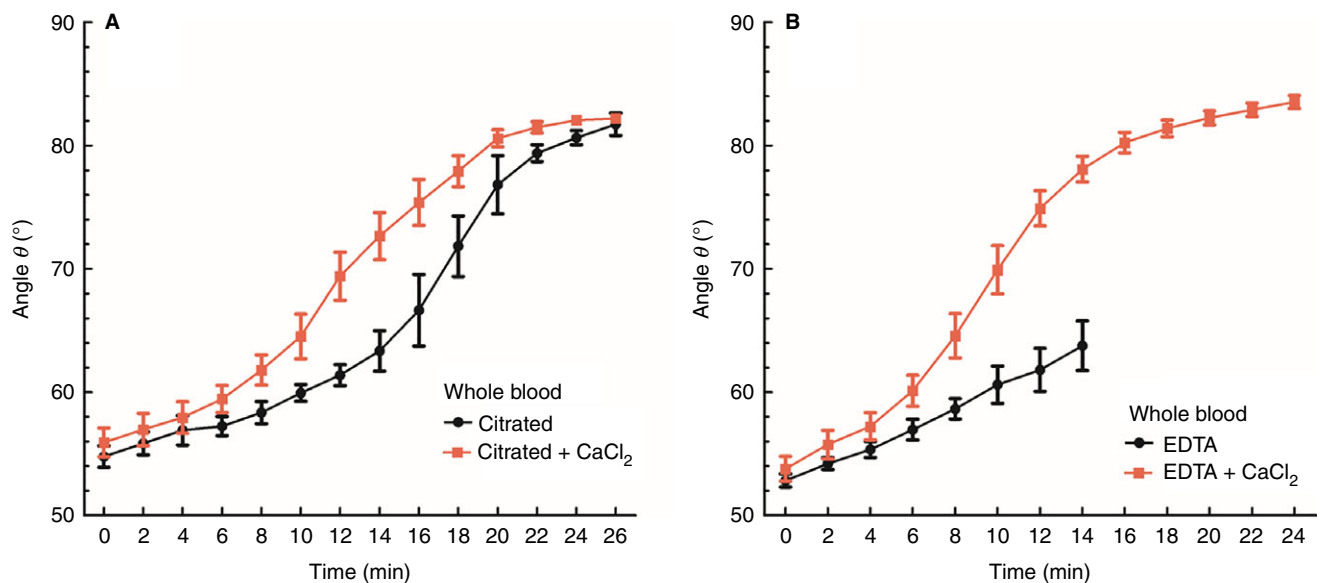 A
90
80
70
60
50
Angle θ (°)
Whole blood
Citrated
Citrated + CaCl₂
0 2 4 6 8 10 12 14 16 18 20 22 24 26
Time (min)
B
90
80
70
60
50
Angle θ (°)
Whole blood
EDTA
EDTA + CaCl₂
0 2 4 6 8 10 12 14 16 18 20 22 24
Time (min)